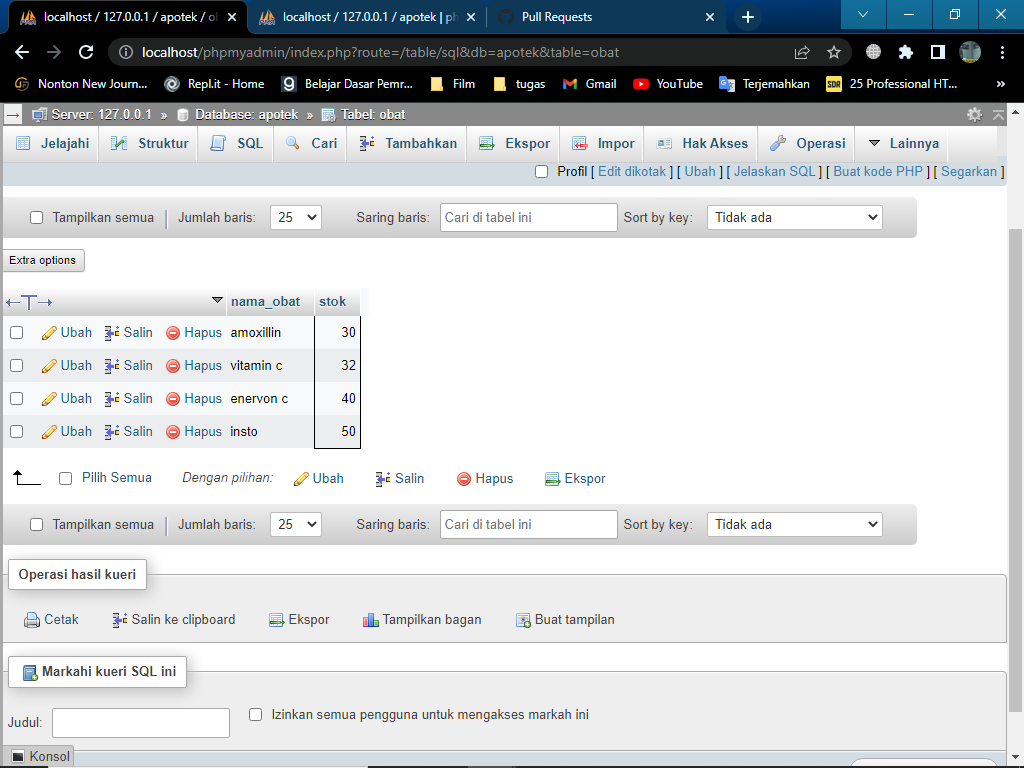 localhost / 127.0.0.1 / apotek / ol
localhost / 127.0.0.1 / apotek | ph
Pull Requests
localhost/phpmyadmin/index.php?route=/table/sql&db=apotek&table=obat
Nonton New Journ...
RepLit - Home
Belajar Dasar Pemr...
Film
tugas
Gmail
YouTube
Terjemahkan
SDR
25 Professional HT...
»
Server: 127.0.0.1 » Database: apotek » Tabel: obat
Jelajahi Struktur SQL Cari Tambahkan Ekspor Impor Hak Akses Operasi Lainnya
Profil [ Edit dikotak ] [ Ubah ] [ Jelaskan SQL ] [ Buat kode PHP ] [ Segarkan ]
Tampilkan semua | Jumlah baris: 25 Saring baris: Cari di tabel ini Sort by key: Tidak ada
Extra options
←T→ nama_obat stok
Ubah Salin Hapus amoxillin 30
Ubah Salin Hapus vitamin c 32
Ubah Salin Hapus enervon c 40
Ubah Salin Hapus insto 50
Pilih Semua Dengan pilihan: Ubah Salin Hapus Ekspor
Tampilkan semua | Jumlah baris: 25 Saring baris: Cari di tabel ini Sort by key: Tidak ada
Operasi hasil kueri
Cetak Salin ke clipboard Ekspor Tampilkan bagan Buat tampilan
Markahi kueri SQL ini
Judul: Izinkan semua pengguna untuk mengakses markah ini
Konsol